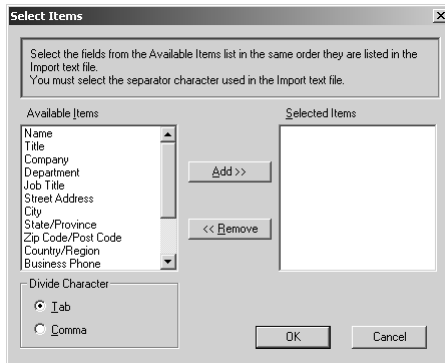 Select Items
Select the fields from the Available Items list in the same order they are listed in the
Import text file.
You must select the separator character used in the Import text file.
Available Items
Selected Items
Name
Title
Company
Department
Job Title
Street Address
City
State/Province
Zip Code/Post Code
Country/Region
Business Phone
Add >>
<< Remove
Divide Character
Tab
Comma
OK
Cancel